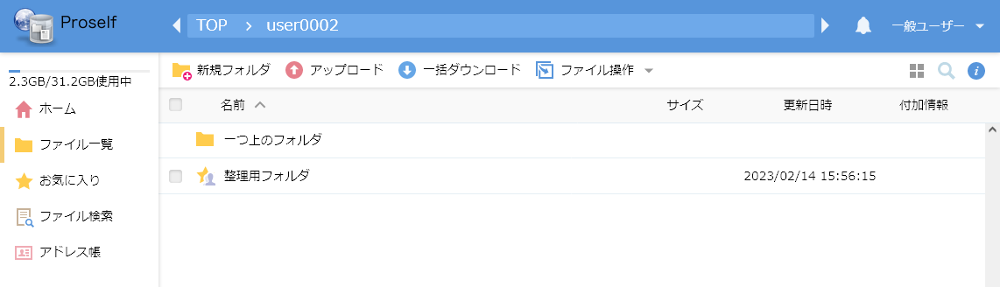 Proself
TOP > user0002
一般ユーザー
2.3GB/31.2GB使用中
ホーム
ファイル一覧
お気に入り
ファイル検索
アドレス帳
新規フォルダ アップロード 一括ダウンロード ファイル操作
名前 サイズ 更新日時 付加情報
一つ上のフォルダ
整理用フォルダ 2023/02/14 15:56:15